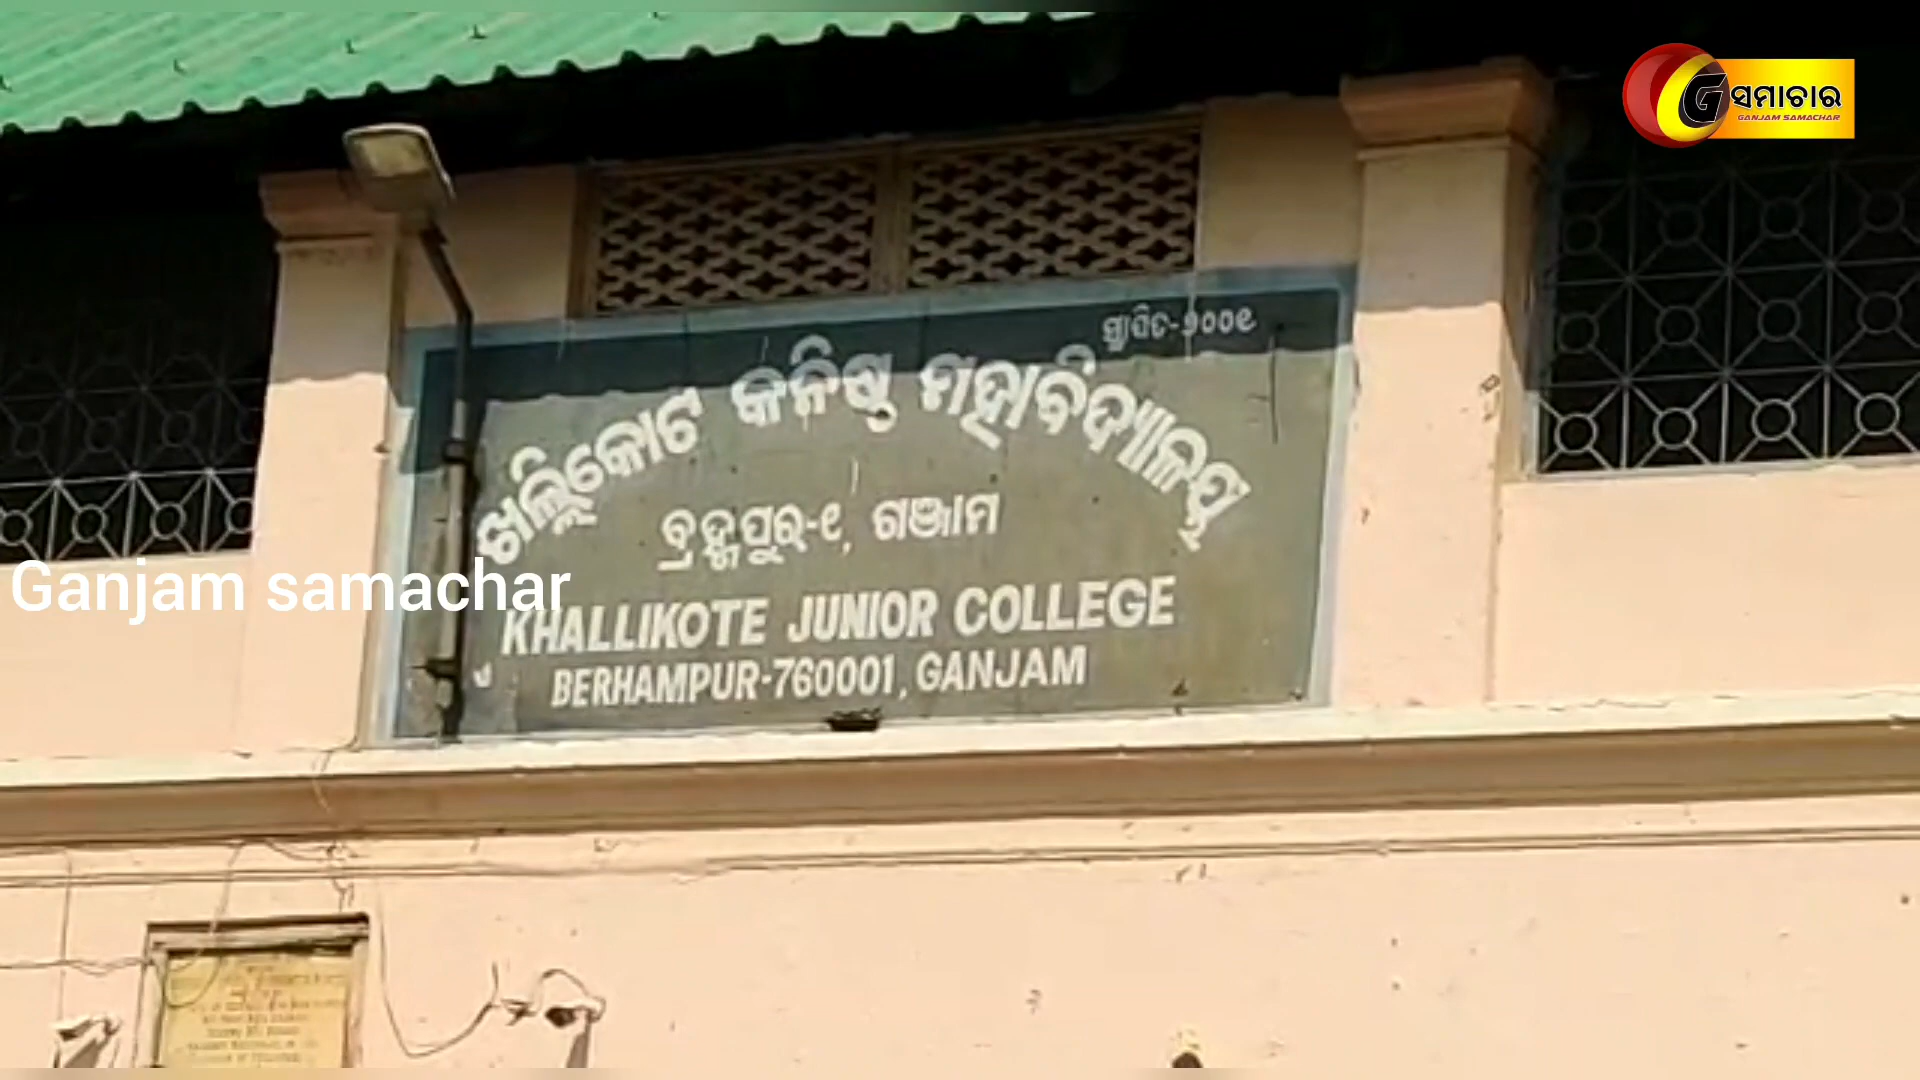 ସମାଚାର
GANJAM SAMACHAR
ସ୍ଥାପିତ-୨୦୦୧
ଖଲ୍ଲିକୋଟ କନିଷ୍ଠ ମହାବିଦ୍ୟାଳୟ
ବ୍ରହ୍ମପୁର-୧, ଗଞ୍ଜାମ
Ganjam samachar
KHALLIKOTE JUNIOR COLLEGE
BERHAMPUR-760001, GANJAM